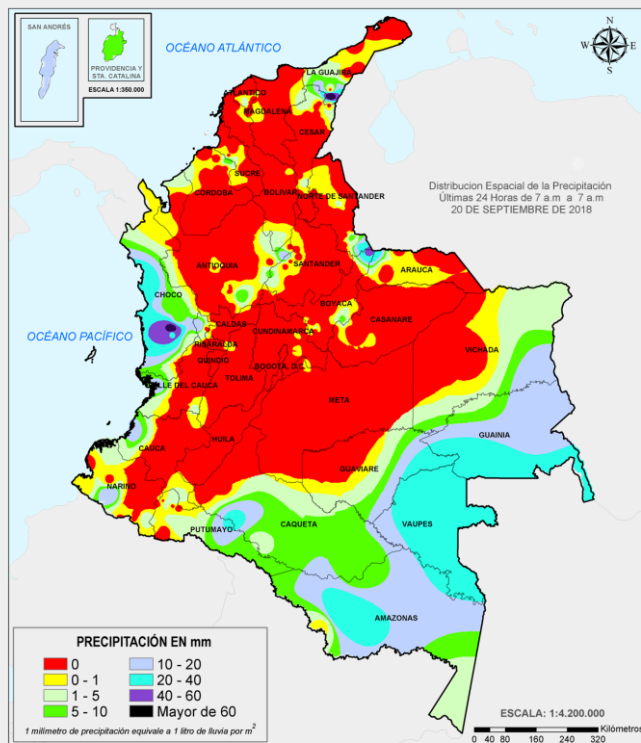 SAN ANDRÉS
PROVIDENCIA Y
STA. CATALINA
ESCALA 1:350.000
OCÉANO ATLÁNTICO
N
W E
S
LA GUAJIRA
ATLANTICO
MAGDALENA
CESAR
SUCRE
CORDOBA
BOLIVAR
NORTE DE SANTANDER
Distribucion Espacial de la Precipitación
Últimas 24 Horas de 7 a.m a 7 a.m
20 DE SEPTIEMBRE DE 2018
ANTIOQUIA
SANTANDER
ARAUCA
CHOCO
BOYACA
CASANARE
OCÉANO PACÍFICO
CALDAS
CUNDINAMARCA
RISARALDA
VICHADA
QUINDIO
BOGOTA, D.C.
TOLIMA
VALLE DEL CAUCA
META
GUAINIA
CAUCA
HUILA
GUAVIARE
NARIÑO
PUTUMAYO
CAQUETA
VAUPES
AMAZONAS
PRECIPITACIÓN EN mm
0
0 - 1
1 - 5
5 - 10
10 - 20
20 - 40
40 - 60
Mayor de 60
1 milimetro de precipitación equivale a 1 litro de lluvia por m2
ESCALA: 1:4.200.000
Kilómetros
0 40 80 160 240 320